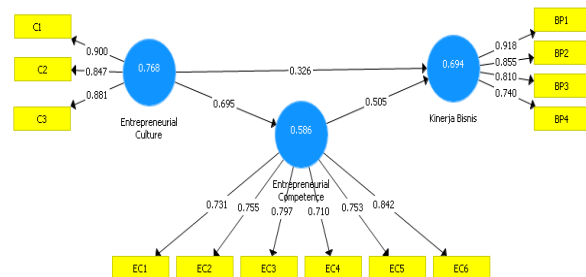 C1
0.900
C2
0.847
C3
0.881
0.768
Entrepreneurial
Culture
0.326
0.695
0.586
Entrepreneurial
Competence
0.505
0.694
Kinerja Bisnis
BP1
0.918
BP2
0.855
BP3
0.810
BP4
0.740
0.731
0.755
0.797
0.710
0.753
0.842
EC1
EC2
EC3
EC4
EC5
EC6